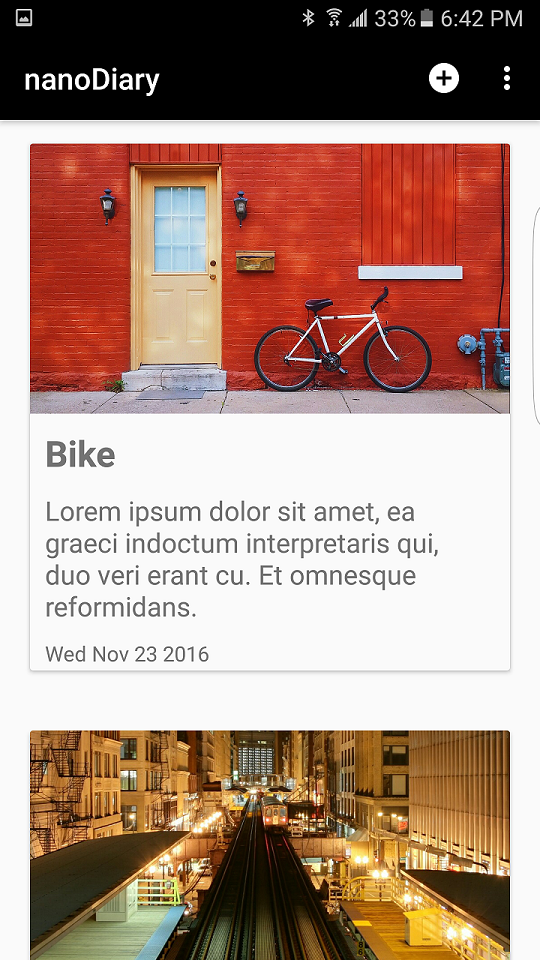 33% 6:42 PM
nanoDiary
Bike
Lorem ipsum dolor sit amet, ea
graeci indoctum interpretaris qui,
duo veri erant cu. Et omnesque
reformidans.
Wed Nov 23 2016